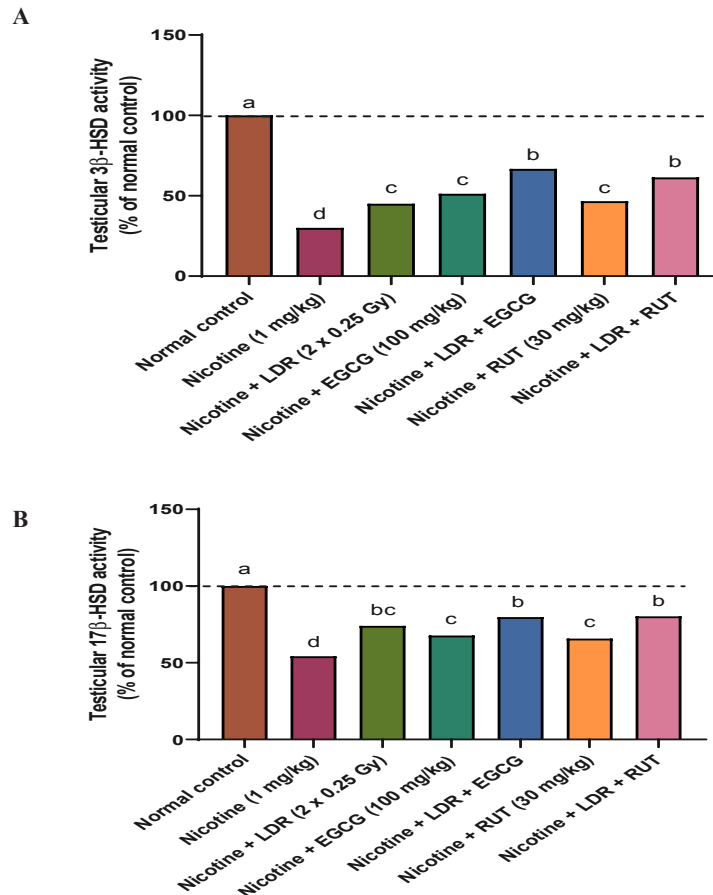 A
Testicular 3β-HSD activity
(% of normal control)
150
100
50
0
a
d
c
c
b
c
b
Normal control
Nicotine (1 mg/kg)
Nicotine + LDR (2 x 0.25 Gy)
Nicotine + EGCG (100 mg/kg)
Nicotine + LDR + EGCG
Nicotine + RUT (30 mg/kg)
Nicotine + LDR + RUT
B
Testicular 17β-HSD activity
(% of normal control)
150
100
50
0
a
d
bc
c
b
c
b
Normal control
Nicotine (1 mg/kg)
Nicotine + LDR (2 x 0.25 Gy)
Nicotine + EGCG (100 mg/kg)
Nicotine + LDR + EGCG
Nicotine + RUT (30 mg/kg)
Nicotine + LDR + RUT